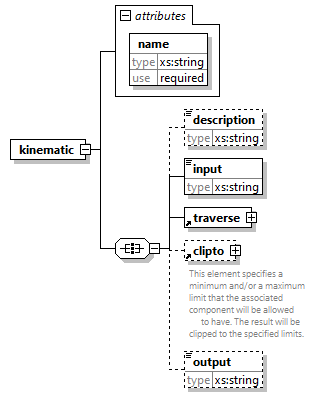 attributes
name
type xs:string
use required
kinematic
description
type xs:string
input
type xs:string
traverse
clipto
This element specifies a
minimum and/or a maximum
limit that the associated
component will be allowed
to have. The result will be
clipped to the specified limits.
output
type xs:string